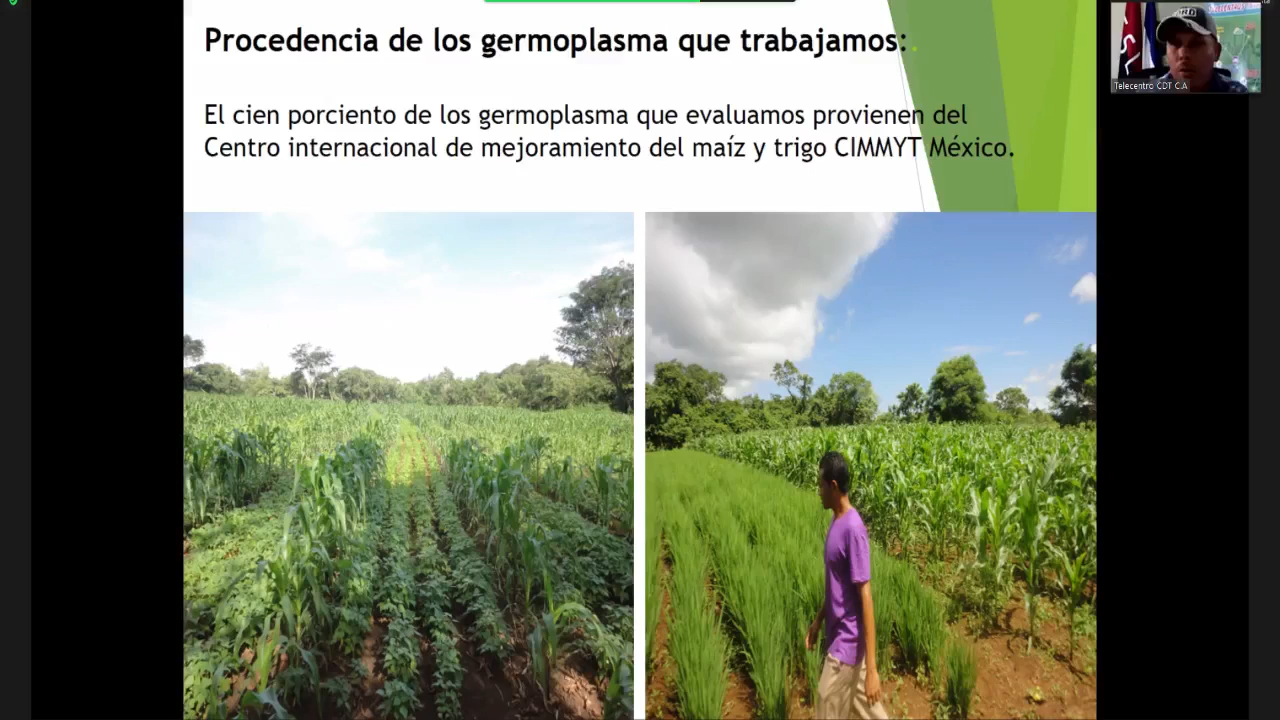 Procedencia de los germoplasma que trabajamos:.
El cien porciento de los germoplasma que evaluamos provienen del
Centro internacional de mejoramiento del maíz y trigo CIMMYT México.
Telecentro CDT C.A